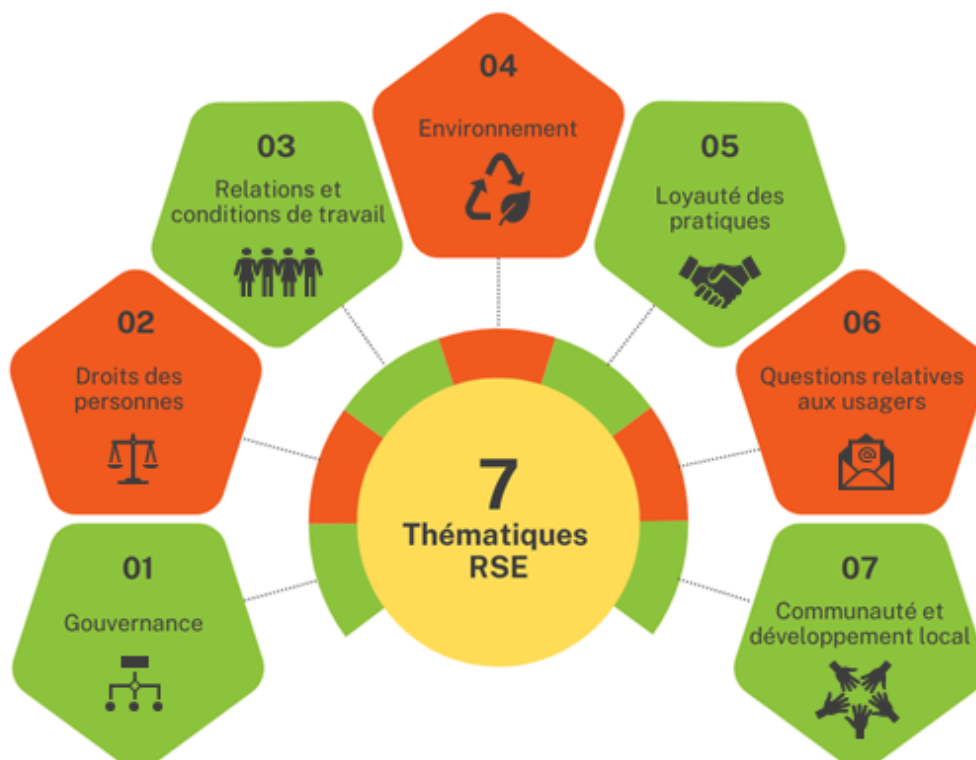 04
Environnement
03
Relations et
conditions de travail
05
Loyauté des
pratiques
02
Droits des
personnes
06
Questions relatives
aux usagers
@
7
Thématiques
RSE
01
Gouvernance
07
Communauté et
développement local